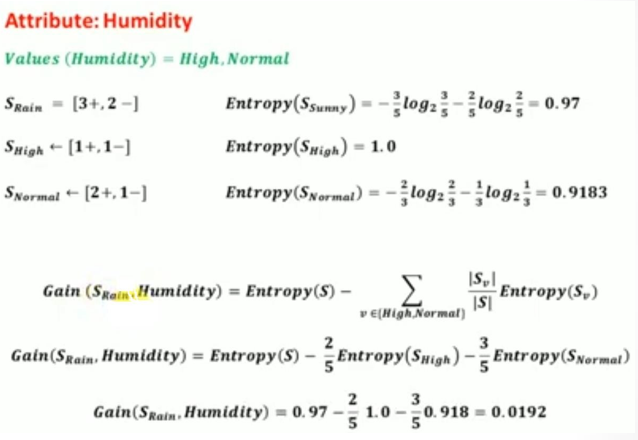 Attribute: Humidity
Values (Humidity) = High, Normal
S_Rain = [3+, 2 −] Entropy(S_Sunny) = −3/5 log₂ 3/5 − 2/5 log₂ 2/5 = 0.97
S_High ← [1+, 1−] Entropy(S_High) = 1.0
S_Normal ← [2+, 1−] Entropy(S_Normal) = −2/3 log₂ 2/3 − 1/3 log₂ 1/3 = 0.9183
Gain (S_Rain, Humidity) = Entropy(S) − ∑_{v ∈{High,Normal}} |S_v|/|S| Entropy(S_v)
Gain(S_Rain, Humidity) = Entropy(S) − 2/5 Entropy(S_High) − 3/5 Entropy(S_Normal)
Gain(S_Rain, Humidity) = 0.97 − 2/5 1.0 − 3/5 0.918 = 0.0192